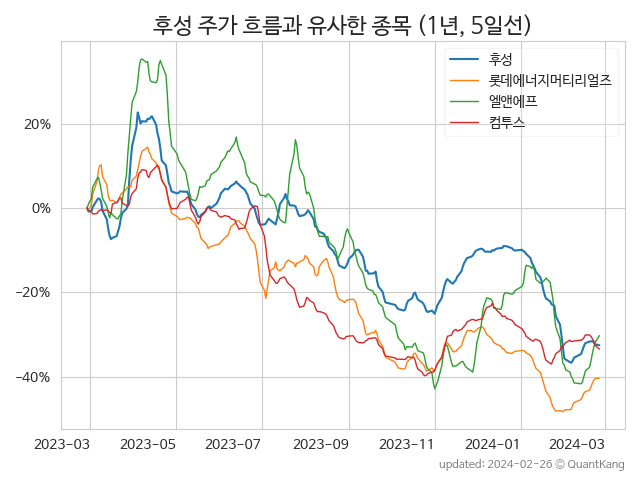 후성 주가 흐름과 유사한 종목 (1년, 5일선)
후성
롯데에너지머티리얼즈
엘앤에프
컴투스
20%
0%
−20%
−40%
2023-03 2023-05 2023-07 2023-09 2023-11 2024-01 2024-03
updated: 2024-02-26 © QuantKang